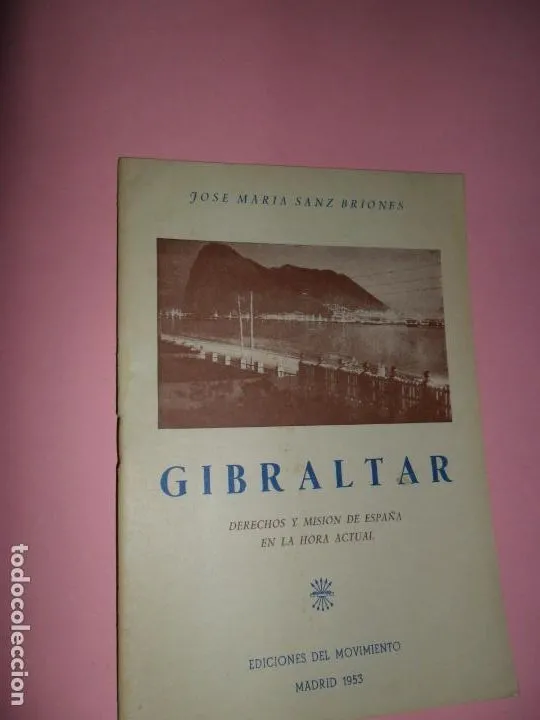 JOSE MARIA SANZ BRIONES
GIBRALTAR
DERECHOS Y MISION DE ESPAÑA
EN LA HORA ACTUAL
EDICIONES DEL MOVIMIENTO
MADRID 1953
todocoleccion